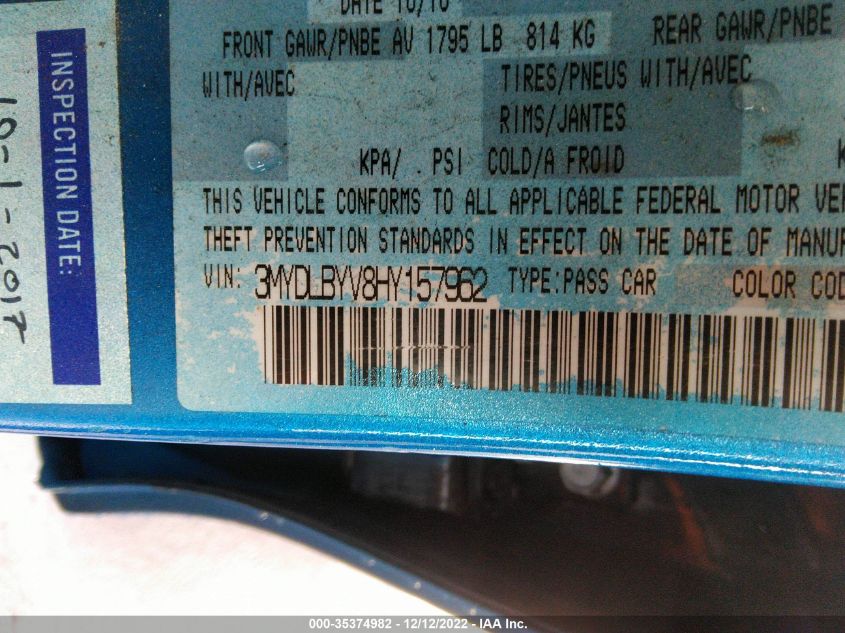 DATE 10/16
FRONT GAWR/PNBE AV 1795 LB 814 KG REAR GAWR/PNBE
WITH/AVEC TIRES/PNEUS WITH/AVEC
RIMS/JANTES
KPA/ . PSI COLD/A FROID K
THIS VEHICLE CONFORMS TO ALL APPLICABLE FEDERAL MOTOR VEH
THEFT PREVENTION STANDARDS IN EFFECT ON THE DATE OF MANUF
VIN: 3MYDLBYV8HY157962 TYPE:PASS CAR COLOR COD
INSPECTION DATE:
10-1-2017
000-35374982 - 12/12/2022 - IAA Inc.